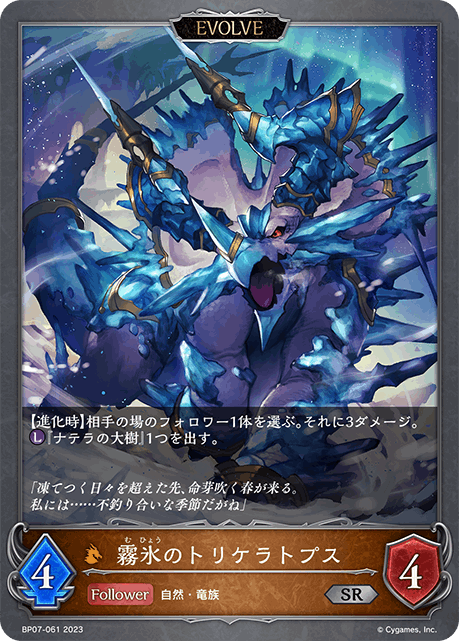 EVOLVE
【進化時】相手の場のフォロワー1体を選ぶ。それに3ダメージ。
L『ナテラの大樹』1つを出す。
「凍てつく日々を超えた先、命芽吹く春が来る。
私には……不釣り合いな季節だがね」
む ひょう
霧氷のトリケラトプス
4
Follower 自然・竜族 SR
4
BP07-061 2023
© Cygames, Inc.